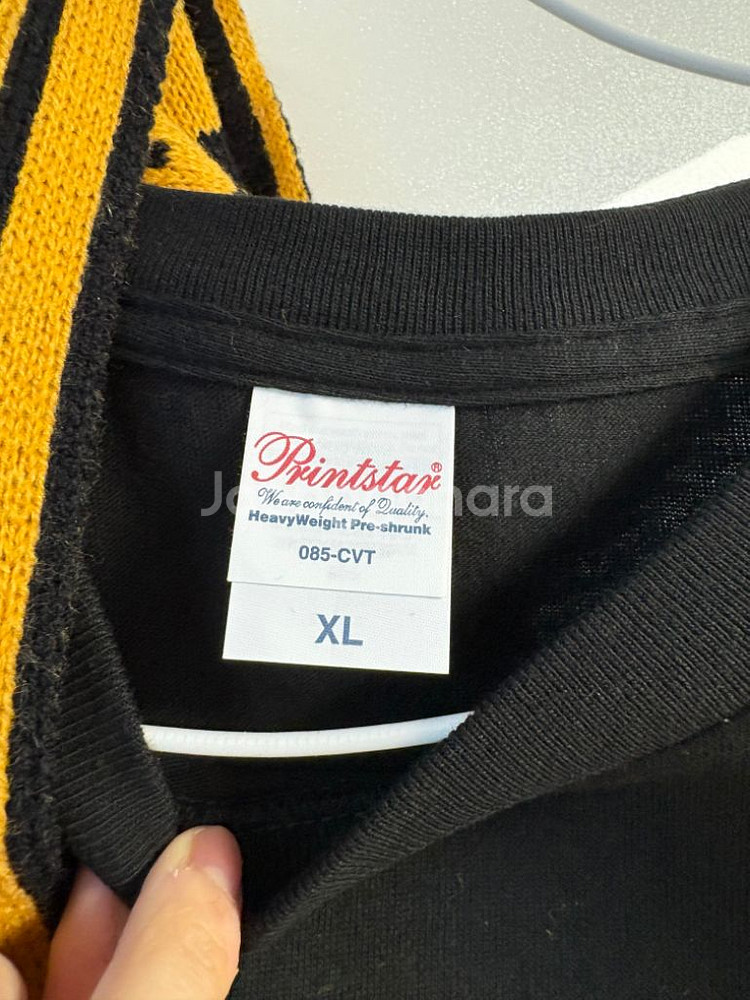 Printstar®
We are confident of Quality.
HeavyWeight Pre-shrunk
085-CVT
XL